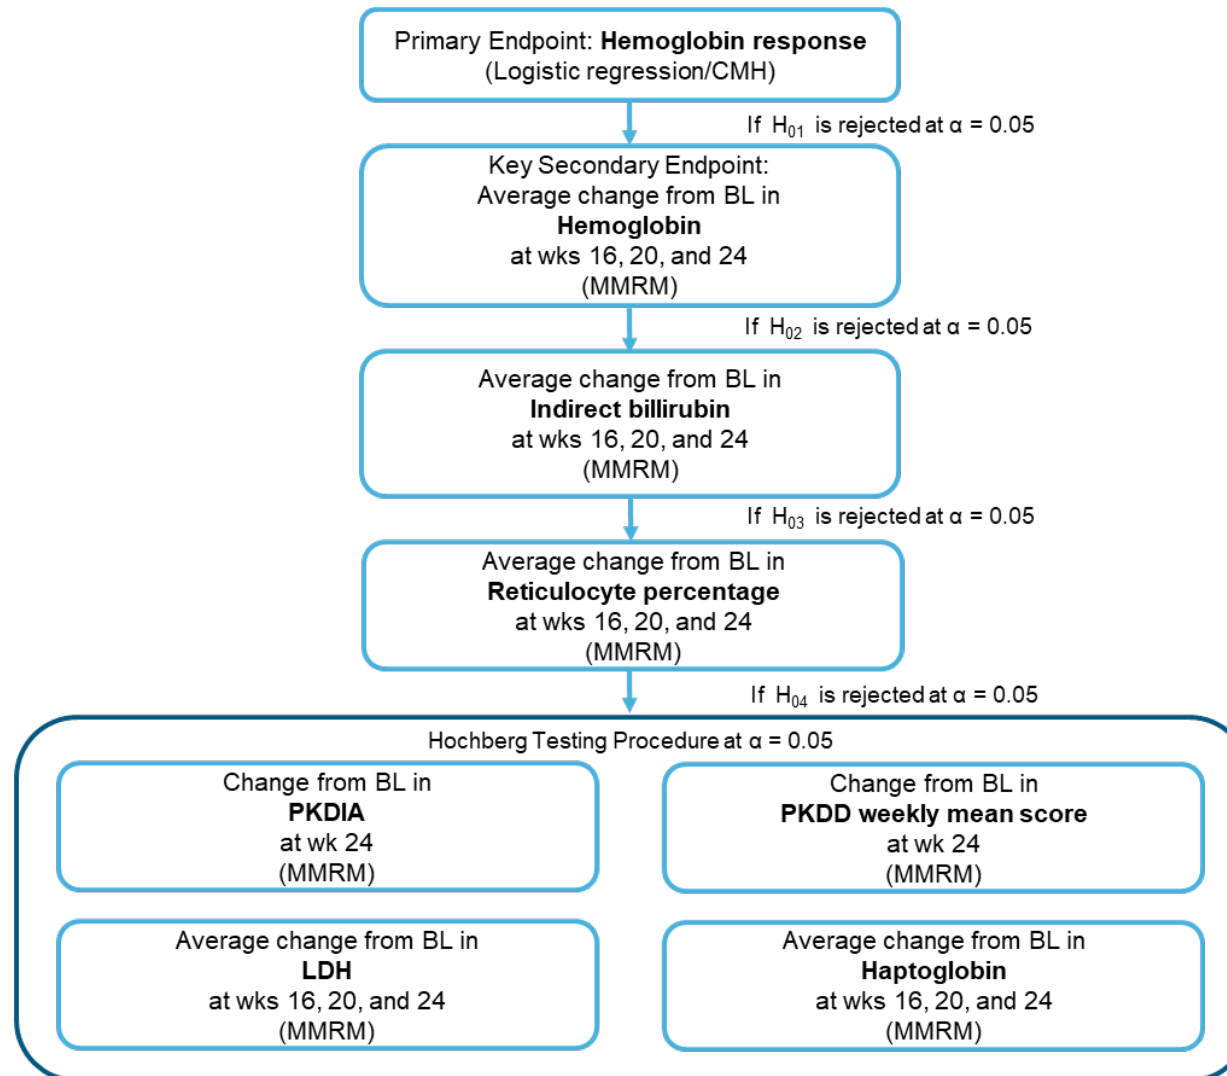 Primary Endpoint: Hemoglobin response
(Logistic regression/CMH)
If H01 is rejected at α = 0.05
Key Secondary Endpoint:
Average change from BL in
Hemoglobin
at wks 16, 20, and 24
(MMRM)
If H02 is rejected at α = 0.05
Average change from BL in
Indirect billirubin
at wks 16, 20, and 24
(MMRM)
If H03 is rejected at α = 0.05
Average change from BL in
Reticulocyte percentage
at wks 16, 20, and 24
(MMRM)
If H04 is rejected at α = 0.05
Hochberg Testing Procedure at α = 0.05
Change from BL in
PKDIA
at wk 24
(MMRM)
Change from BL in
PKDD weekly mean score
at wk 24
(MMRM)
Average change from BL in
LDH
at wks 16, 20, and 24
(MMRM)
Average change from BL in
Haptoglobin
at wks 16, 20, and 24
(MMRM)